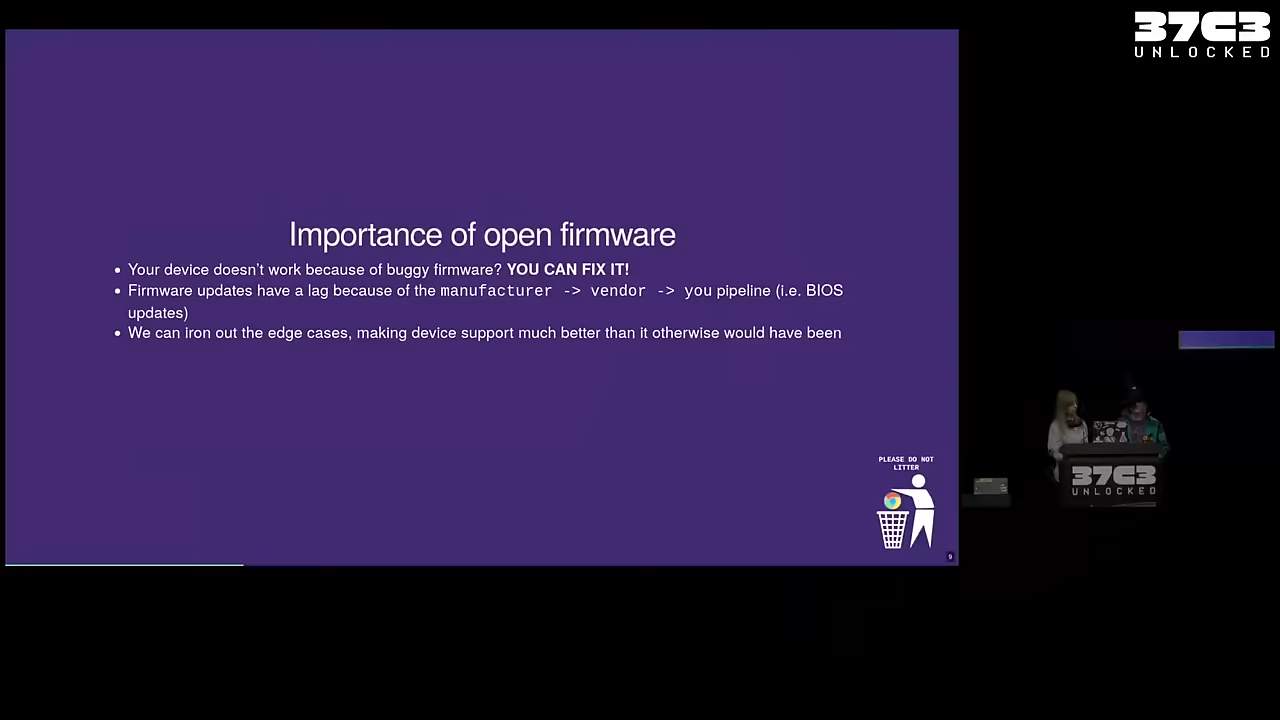 37C3
UNLOCKED
Importance of open firmware
• Your device doesn't work because of buggy firmware? YOU CAN FIX IT!
• Firmware updates have a lag because of the manufacturer -> vendor -> you pipeline (i.e. BIOS
updates)
• We can iron out the edge cases, making device support much better than it otherwise would have been
PLEASE DO NOT
LITTER
9
37C3
UNLOCKED